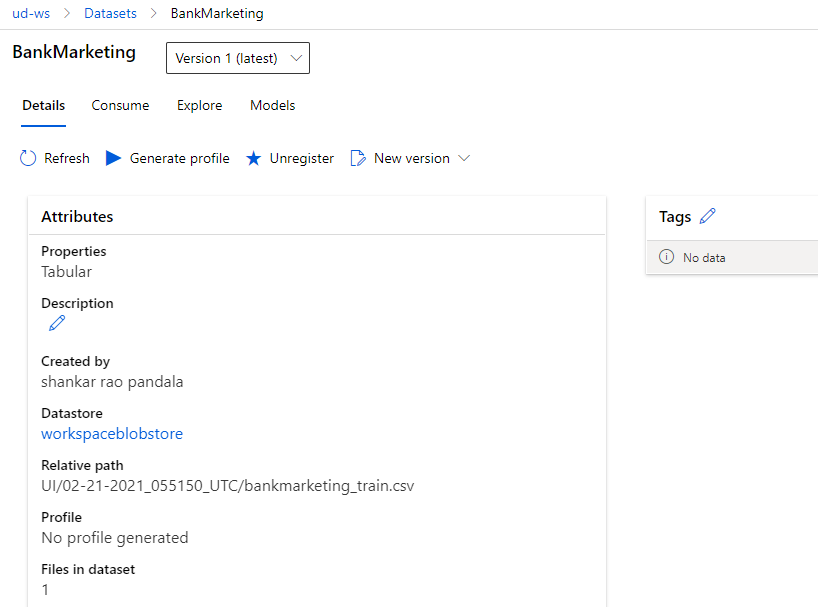 ud-ws > Datasets > BankMarketing
BankMarketing Version 1 (latest)
Details Consume Explore Models
Refresh Generate profile Unregister New version
Attributes
Properties
Tabular
Description
Created by
shankar rao pandala
Datastore
workspaceblobstore
Relative path
UI/02-21-2021_055150_UTC/bankmarketing_train.csv
Profile
No profile generated
Files in dataset
1
Tags
No data